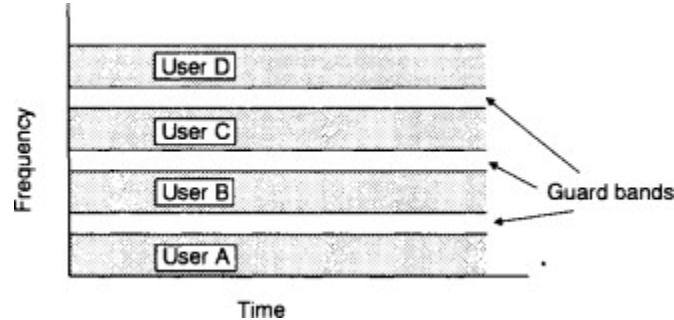 User D
User C
User B
User A
Frequency
Guard bands
Time